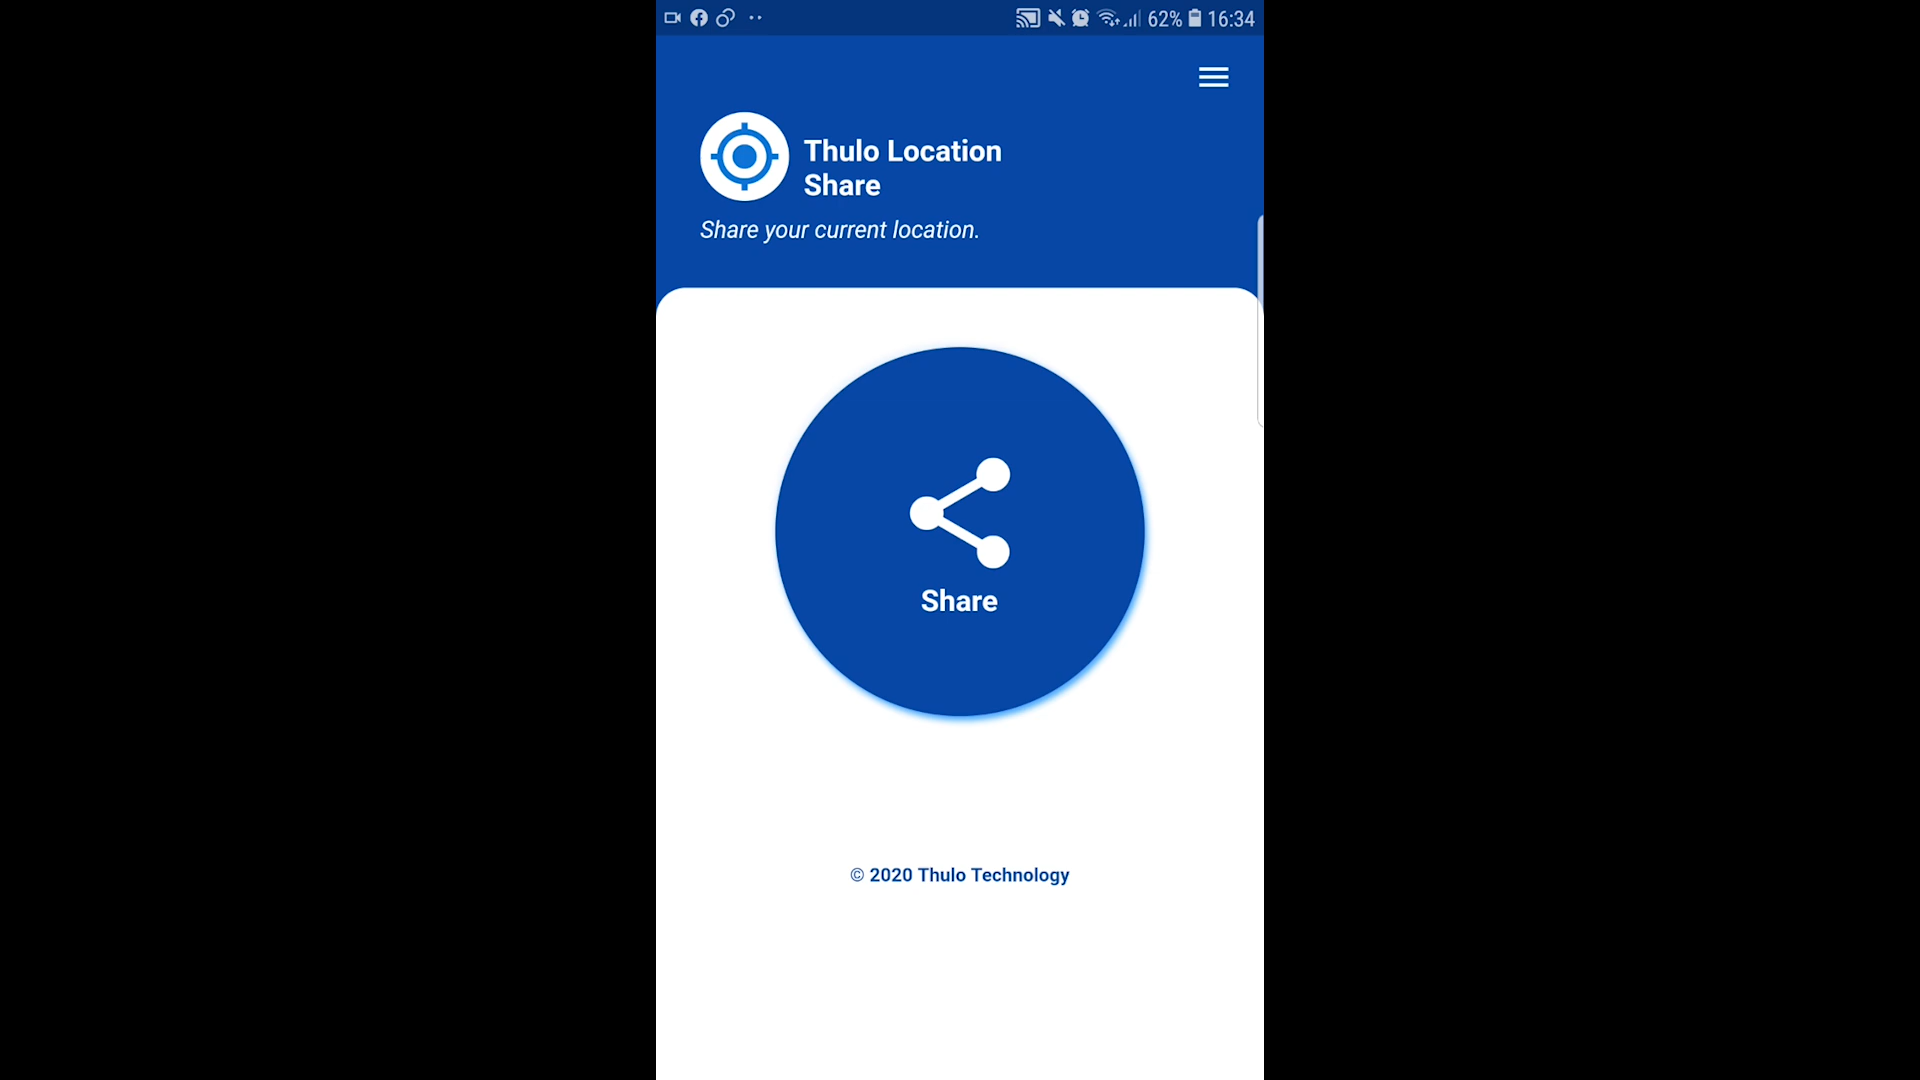 62% 16:34
Thulo Location
Share
Share your current location.
Share
© 2020 Thulo Technology